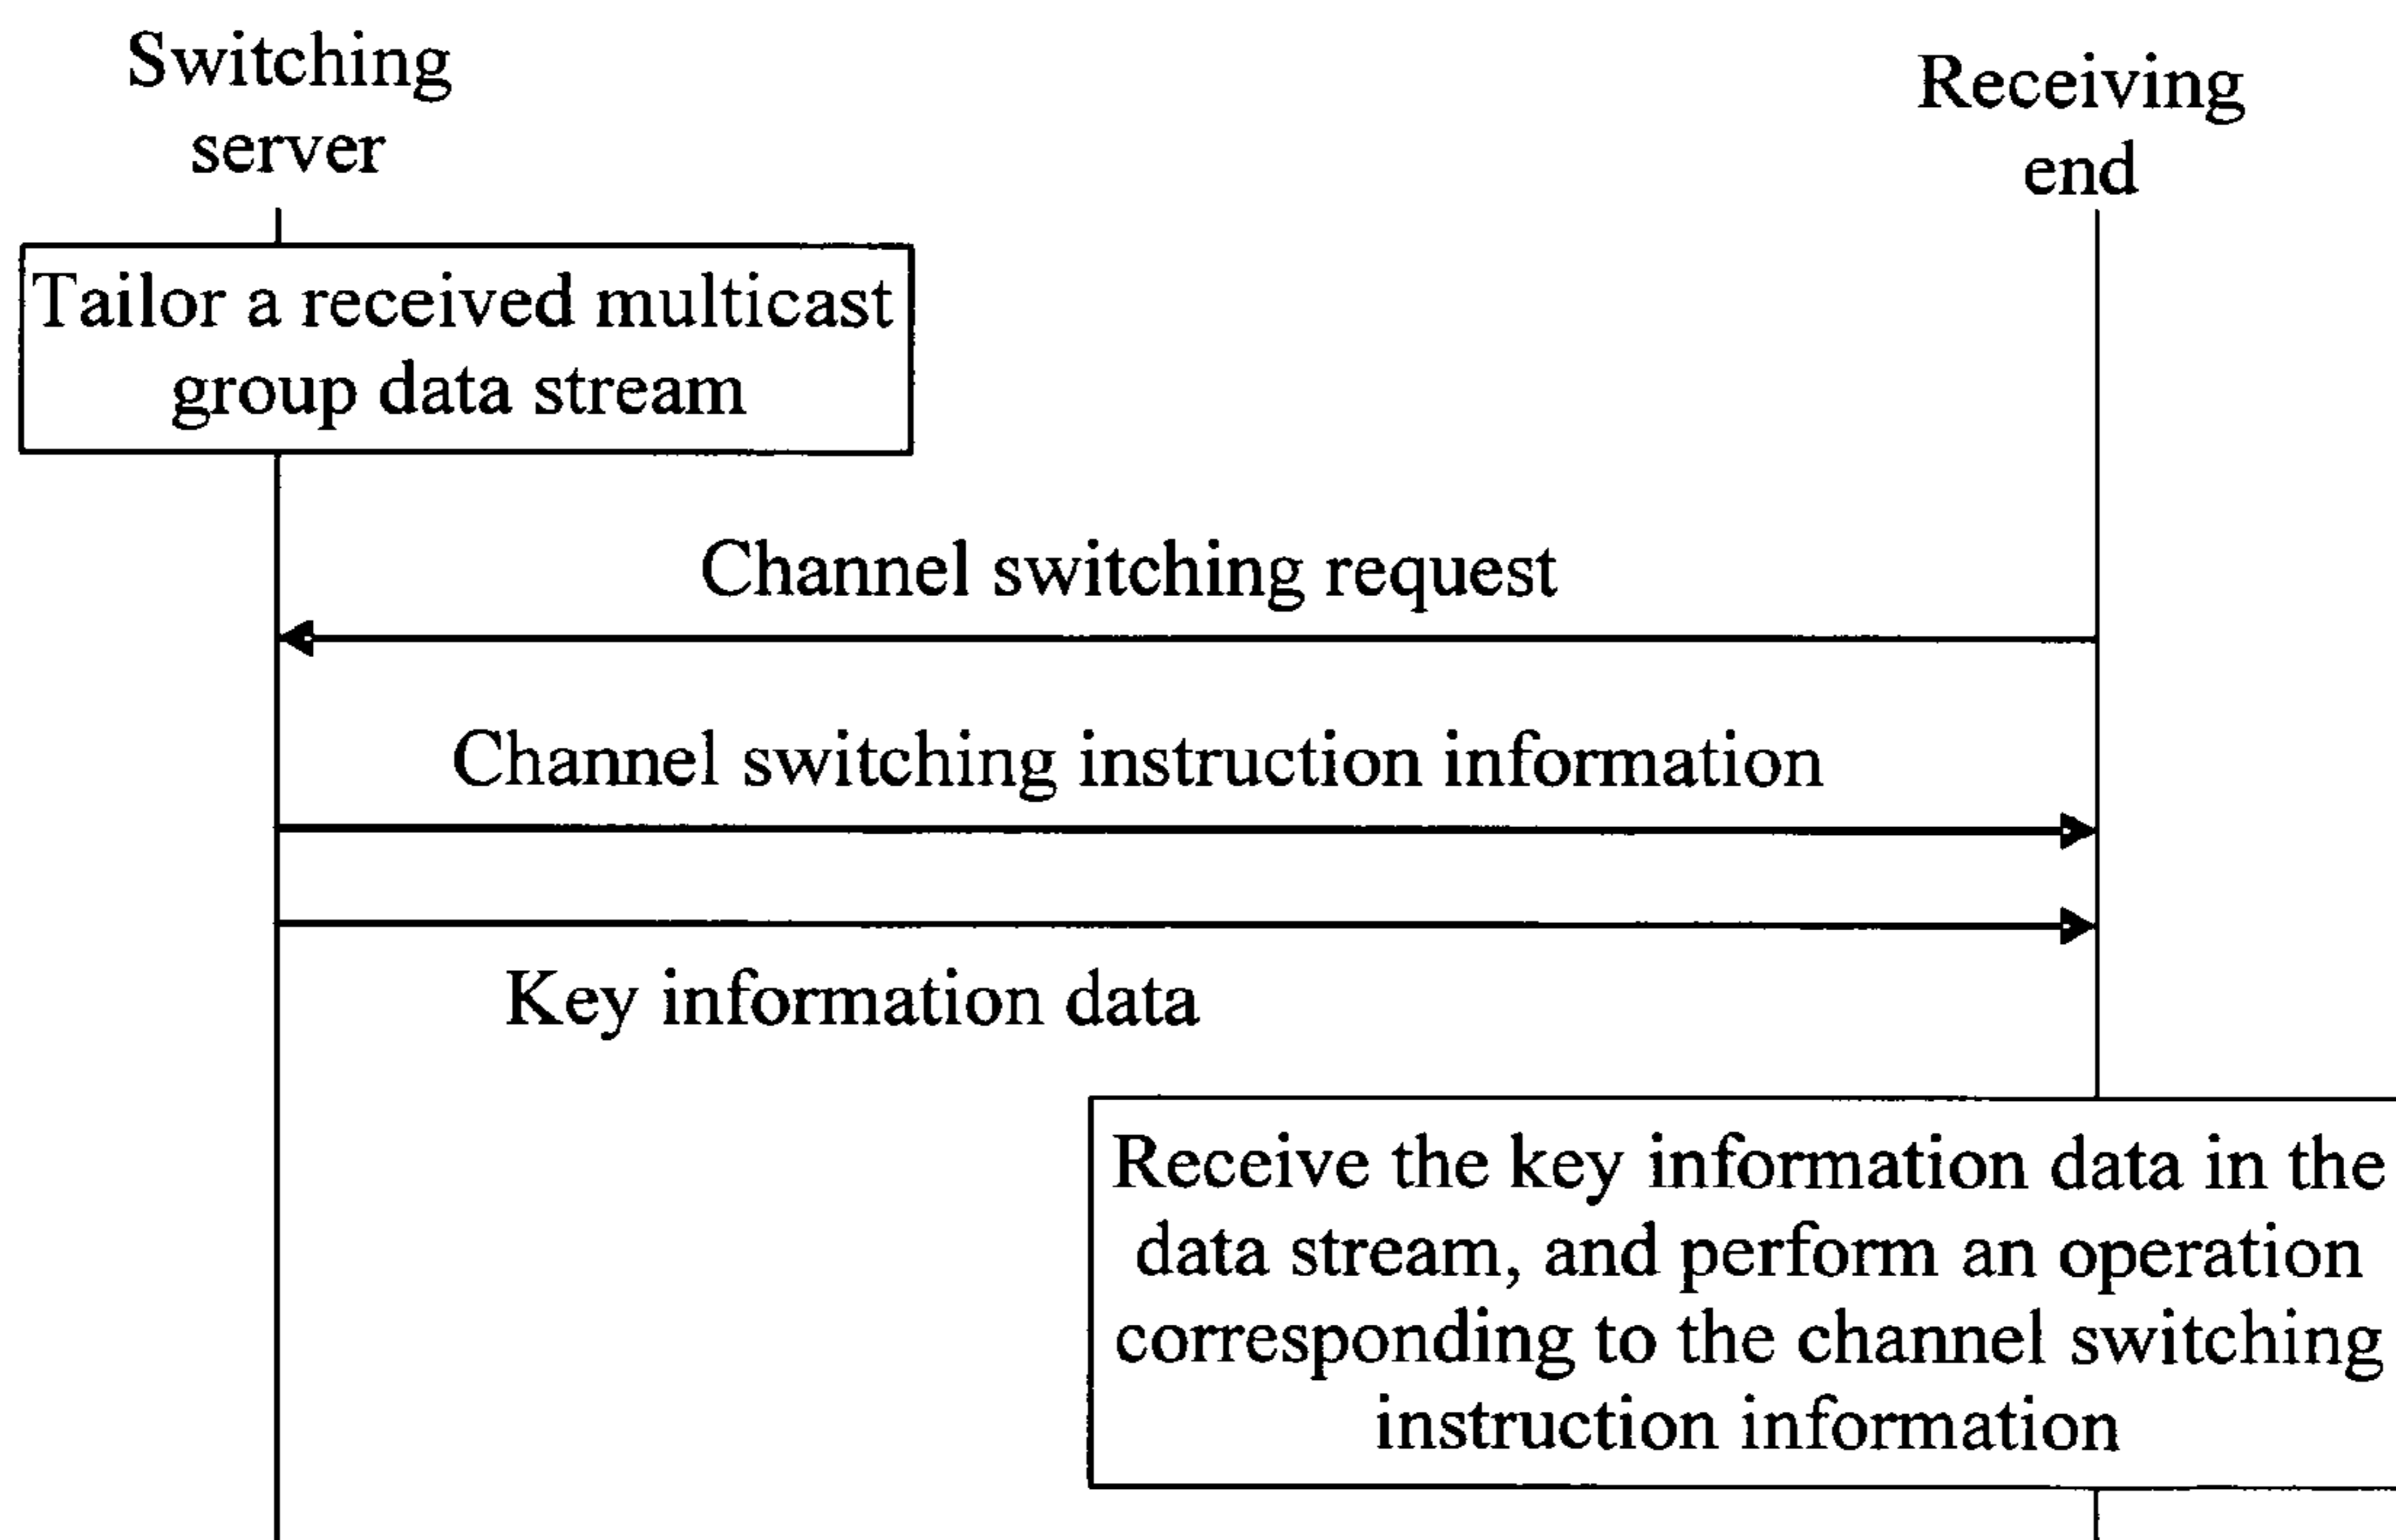 Switching
server
Receiving
end
Tailor a received multicast
group data stream
Channel switching request
Channel switching instruction information
Key information data
Receive the key information data in the
data stream, and perform an operation
corresponding to the channel switching
instruction information